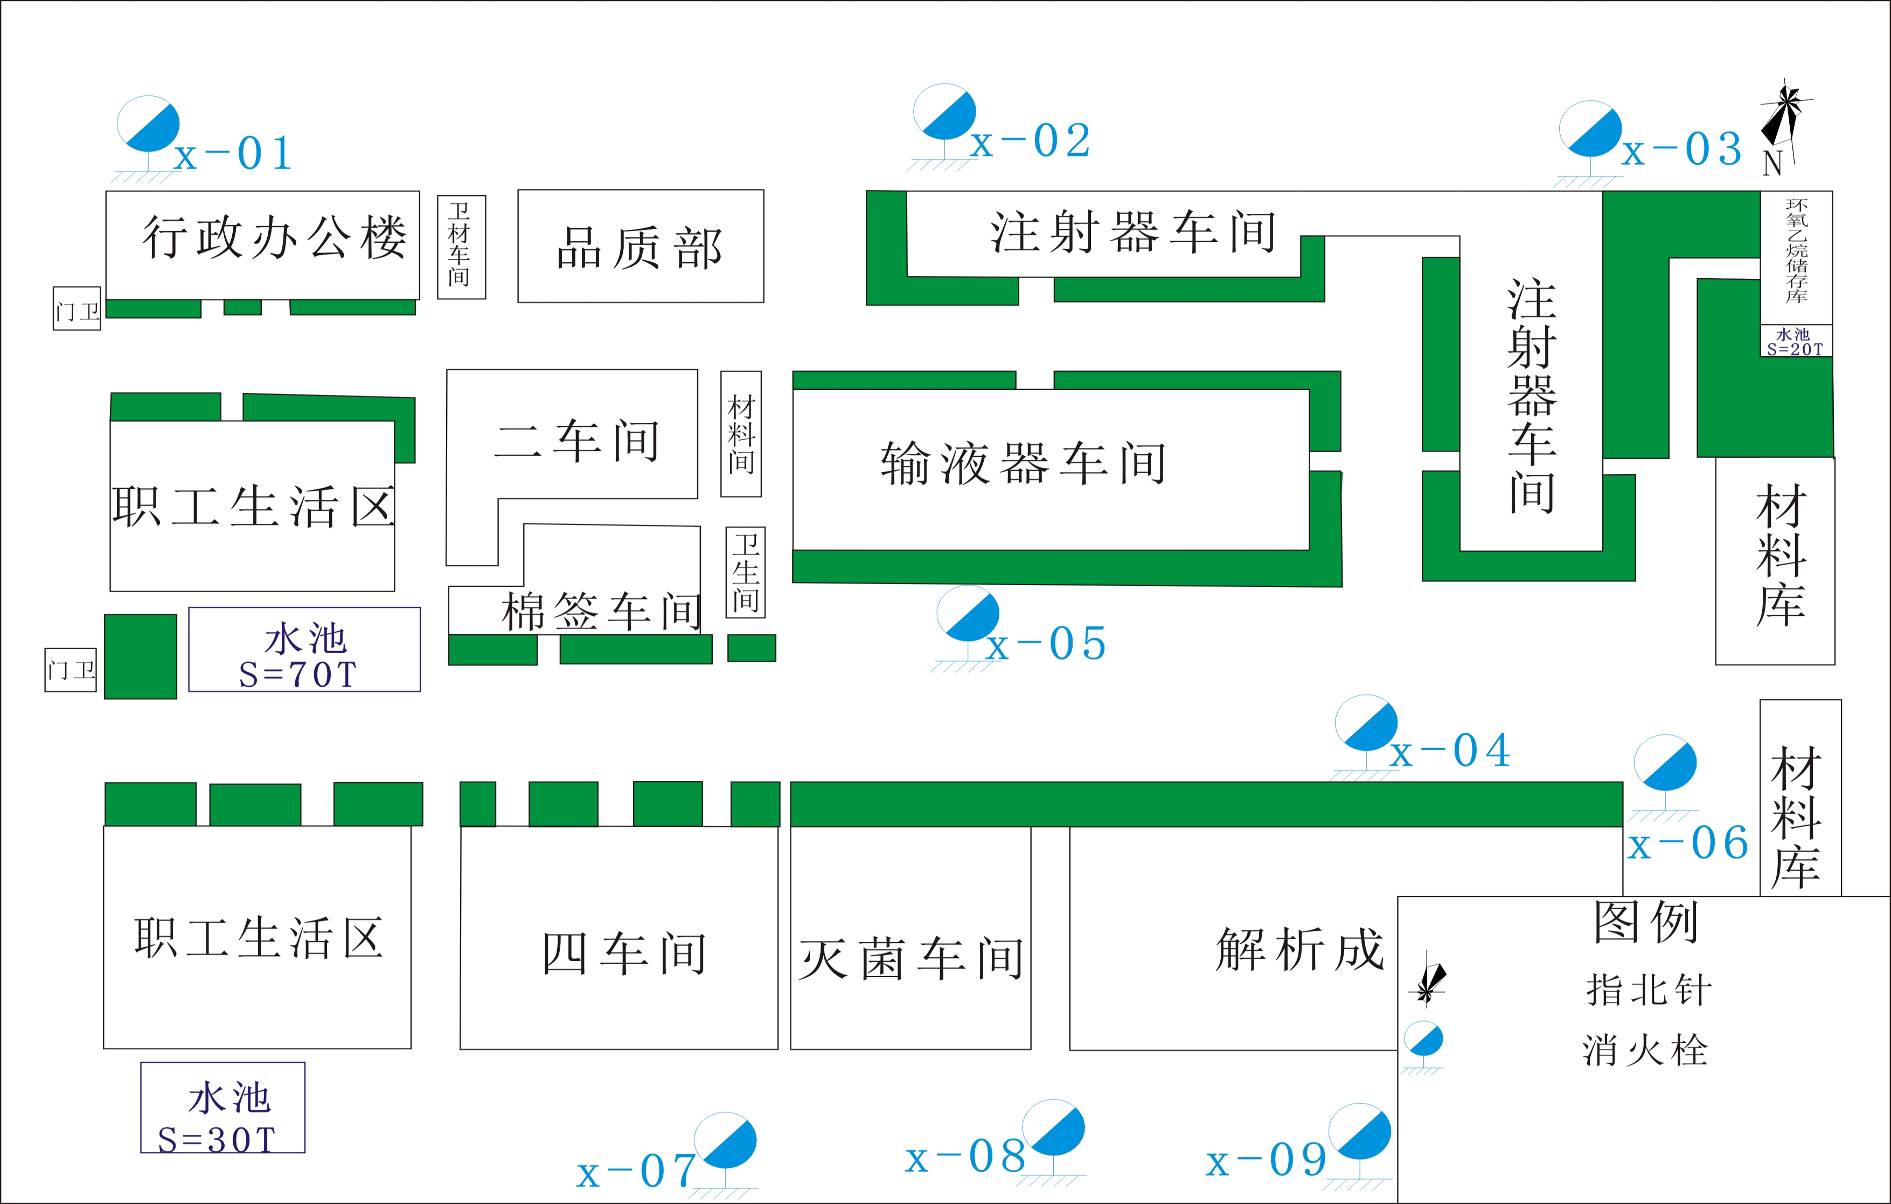 x-01
x-02
x-03
N
行政办公楼
卫材车间
品质部
注射器车间
环氧乙烷储存库
门卫
注射器车间
水池
S=20T
二车间
材料间
输液器车间
职工生活区
材料库
卫生间
棉签车间
水池
S=70T
门卫
x-05
x-04
x-06
材料库
职工生活区
四车间
灭菌车间
解析成
图例
指北针
消火栓
水池
S=30T
x-07
x-08
x-09